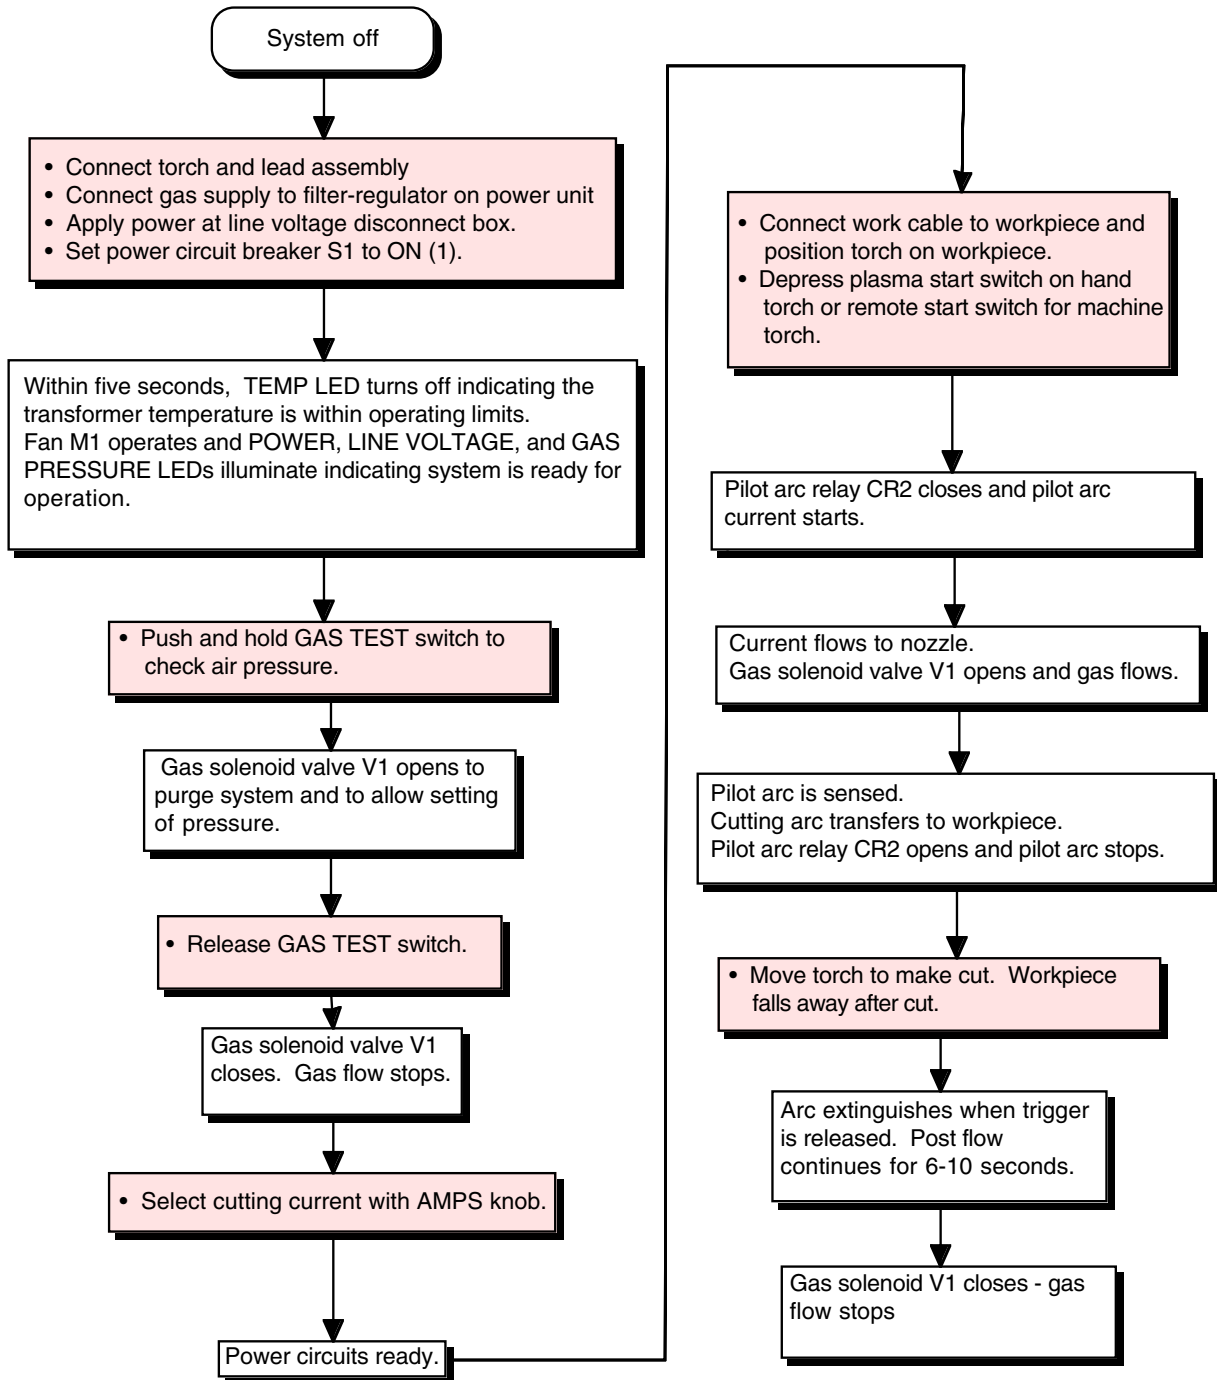 System off
• Connect torch and lead assembly
• Connect gas supply to filter-regulator on power unit
• Apply power at line voltage disconnect box.
• Set power circuit breaker S1 to ON (1).
Within five seconds, TEMP LED turns off indicating the
transformer temperature is within operating limits.
Fan M1 operates and POWER, LINE VOLTAGE, and GAS
PRESSURE LEDs illuminate indicating system is ready for
operation.
• Push and hold GAS TEST switch to
check air pressure.
Gas solenoid valve V1 opens to
purge system and to allow setting
of pressure.
• Release GAS TEST switch.
Gas solenoid valve V1
closes. Gas flow stops.
• Select cutting current with AMPS knob.
Power circuits ready.
• Connect work cable to workpiece and
position torch on workpiece.
• Depress plasma start switch on hand
torch or remote start switch for machine
torch.
Pilot arc relay CR2 closes and pilot arc
current starts.
Current flows to nozzle.
Gas solenoid valve V1 opens and gas flows.
Pilot arc is sensed.
Cutting arc transfers to workpiece.
Pilot arc relay CR2 opens and pilot arc stops.
• Move torch to make cut. Workpiece
falls away after cut.
Arc extinguishes when trigger
is released. Post flow
continues for 6-10 seconds.
Gas solenoid V1 closes - gas
flow stops